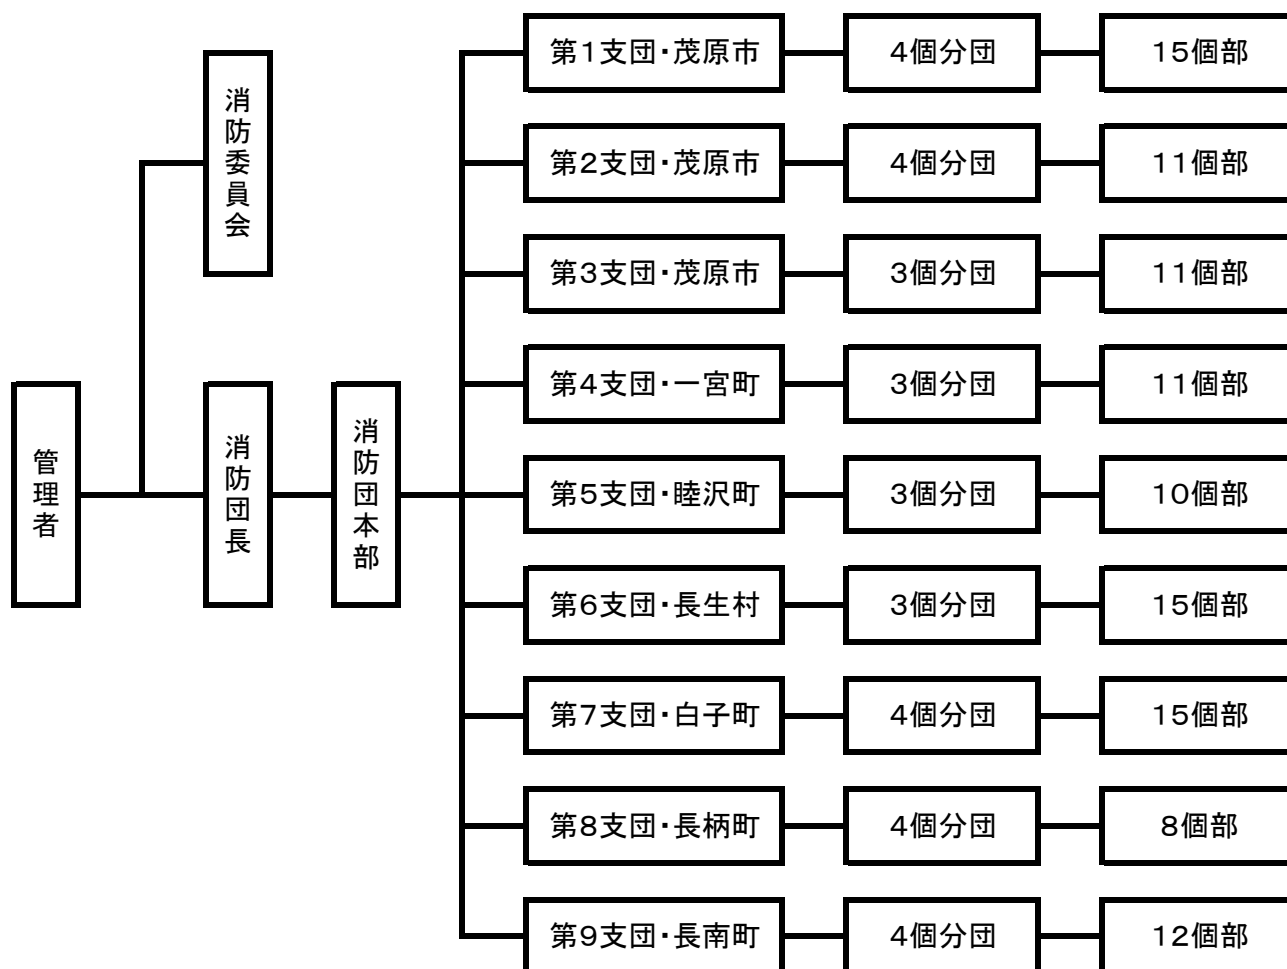 管理者
消防委員会
消防団長
消防団本部
第1支団・茂原市
4個分団
15個部
第2支団・茂原市
4個分団
11個部
第3支団・茂原市
3個分団
11個部
第4支団・一宮町
3個分団
11個部
第5支団・睦沢町
3個分団
10個部
第6支団・長生村
3個分団
15個部
第7支団・白子町
4個分団
15個部
第8支団・長柄町
4個分団
8個部
第9支団・長南町
4個分団
12個部